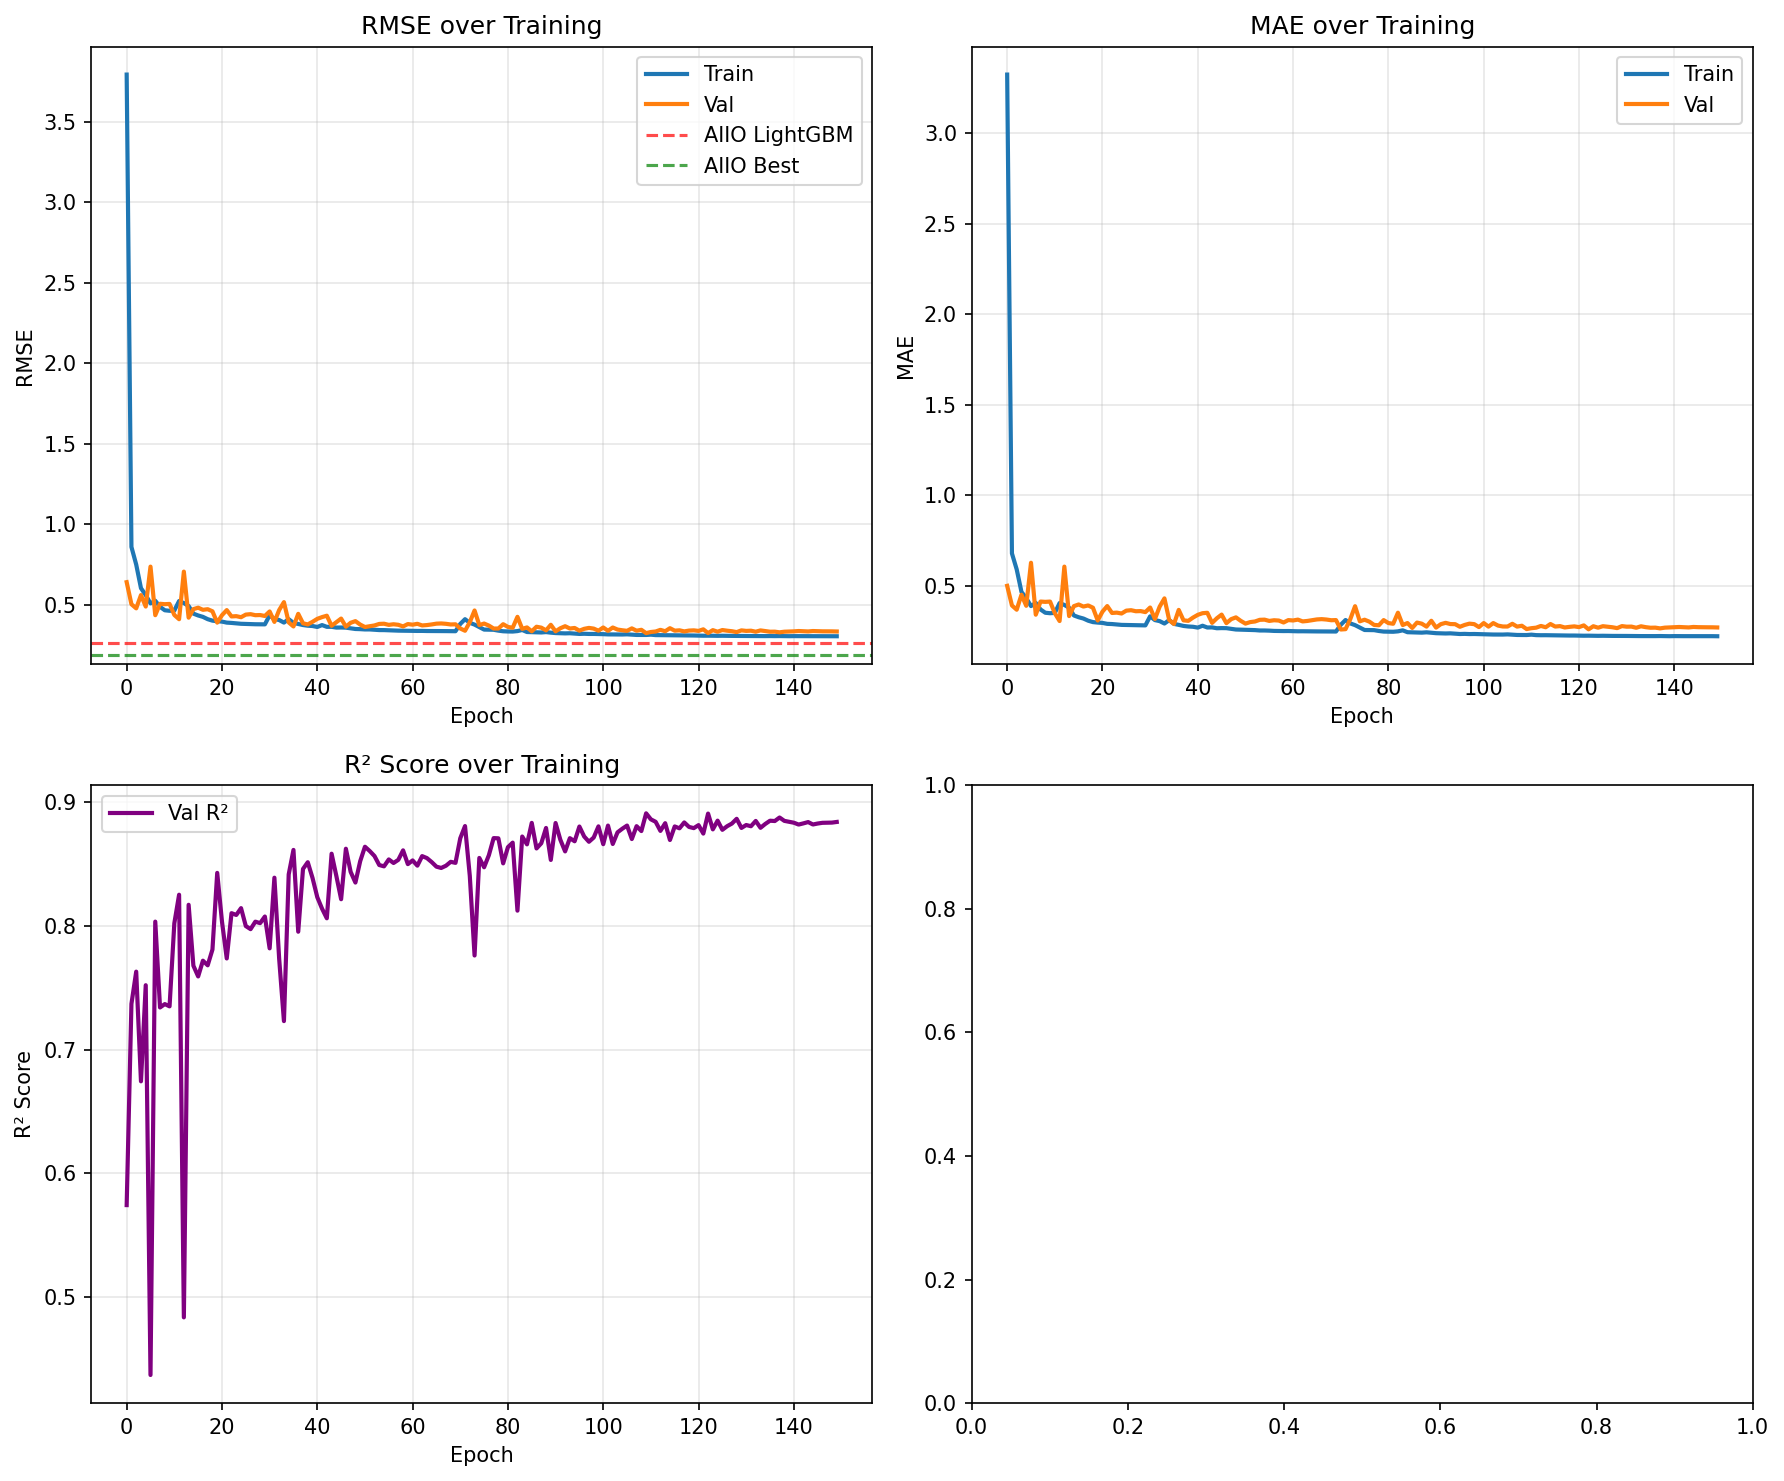 RMSE over Training
RMSE
3.5
3.0
2.5
2.0
1.5
1.0
0.5
0 20 40 60 80 100 120 140
Epoch
Train
Val
AIIO LightGBM
AIIO Best
MAE over Training
MAE
3.0
2.5
2.0
1.5
1.0
0.5
0 20 40 60 80 100 120 140
Epoch
Train
Val
R² Score over Training
R² Score
0.9
0.8
0.7
0.6
0.5
0 20 40 60 80 100 120 140
Epoch
Val R²
1.0
0.8
0.6
0.4
0.2
0.0
0.0 0.2 0.4 0.6 0.8 1.0